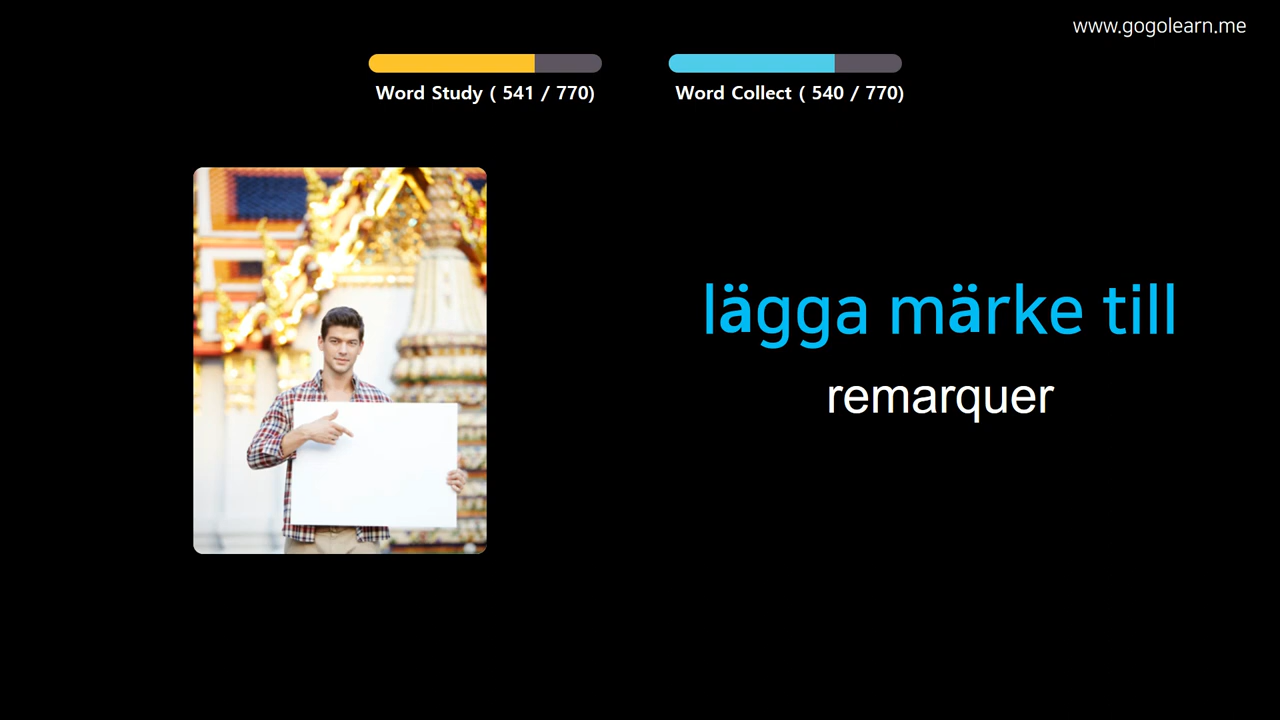 www.gogolearn.me
Word Study ( 541 / 770)
Word Collect ( 540 / 770)
lägga märke till
remarquer